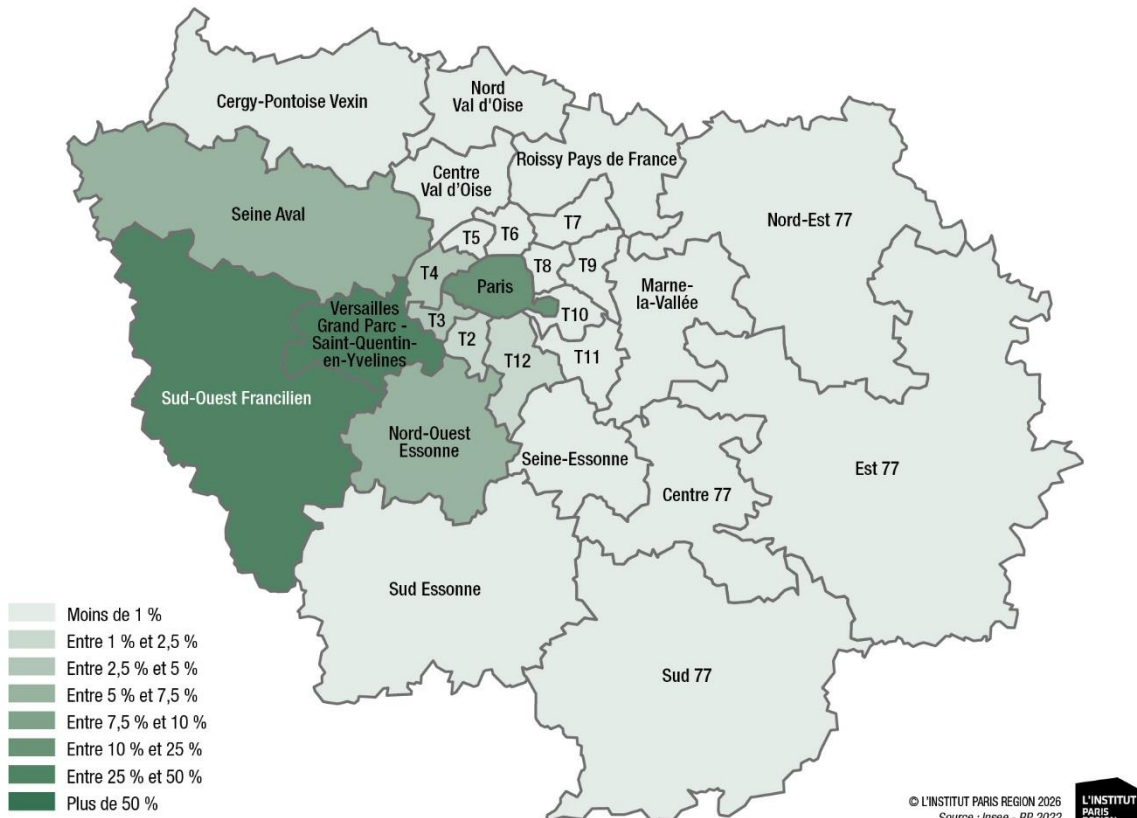 Cergy-Pontoise Vexin
Nord
Val d'Oise
Roissy Pays de France
Centre
Val d'Oise
Seine Aval
Nord-Est 77
T5
T6
T7
T4
T8
T9
Paris
Marne-
la-Vallée
Versailles
Grand Parc -
Saint-Quentin-
en-Yvelines
T3
T2
T10
T12
T11
Sud-Ouest Francilien
Nord-Ouest
Essonne
Seine-Essonne
Centre 77
Est 77
Sud Essonne
Sud 77
Moins de 1 %
Entre 1 % et 2,5 %
Entre 2,5 % et 5 %
Entre 5 % et 7,5 %
Entre 7,5 % et 10 %
Entre 10 % et 25 %
Entre 25 % et 50 %
Plus de 50 %
© L'INSTITUT PARIS REGION 2026
Source : Insee - RP 2022
L'INSTITUT
PARIS